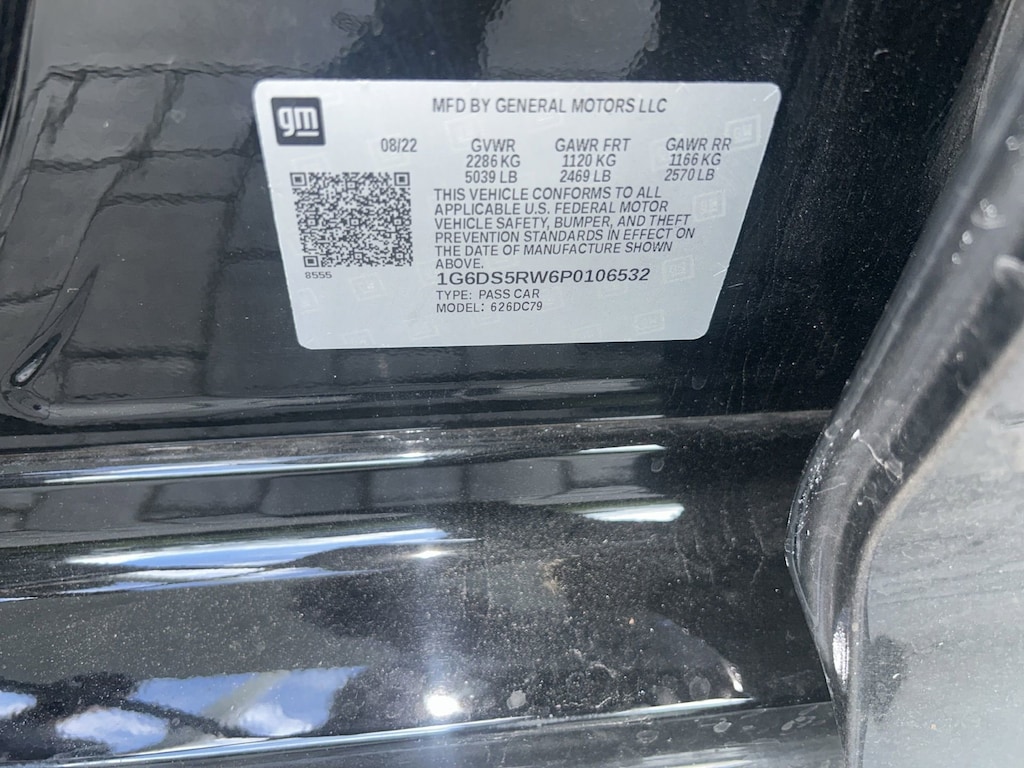 gm
MFD BY GENERAL MOTORS LLC
08/22 GVWR GAWR FRT GAWR RR
2286 KG 1120 KG 1166 KG
5039 LB 2469 LB 2570 LB
THIS VEHICLE CONFORMS TO ALL
APPLICABLE U.S. FEDERAL MOTOR
VEHICLE SAFETY, BUMPER, AND THEFT
PREVENTION STANDARDS IN EFFECT ON
THE DATE OF MANUFACTURE SHOWN
ABOVE.
8555
1G6DS5RW6P0106532
TYPE: PASS CAR
MODEL: 626DC79